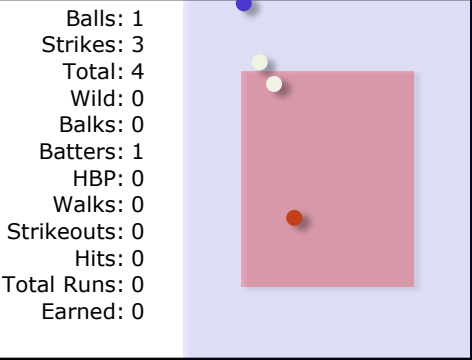 Balls: 1
Strikes: 3
Total: 4
Wild: 0
Balks: 0
Batters: 1
HBP: 0
Walks: 0
Strikeouts: 0
Hits: 0
Total Runs: 0
Earned: 0